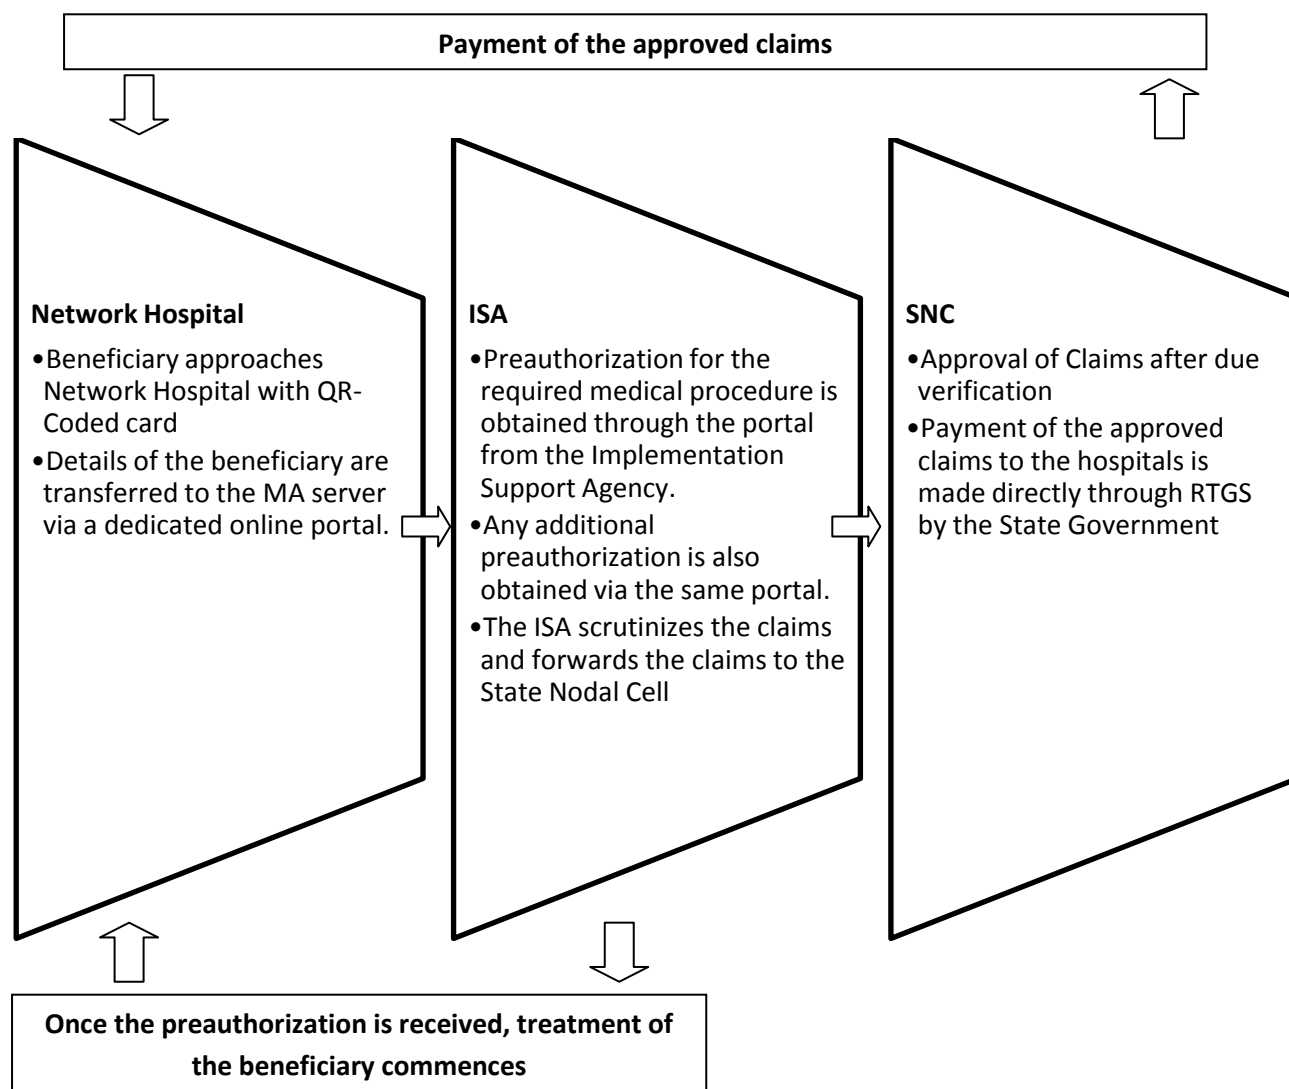 Payment of the approved claims
Network Hospital
•Beneficiary approaches
Network Hospital with QR-
Coded card
•Details of the beneficiary are
transferred to the MA server
via a dedicated online portal.
ISA
•Preauthorization for the
required medical procedure is
obtained through the portal
from the Implementation
Support Agency.
•Any additional
preauthorization is also
obtained via the same portal.
•The ISA scrutinizes the claims
and forwards the claims to the
State Nodal Cell
SNC
•Approval of Claims after due
verification
•Payment of the approved
claims to the hospitals is
made directly through RTGS
by the State Government
Once the preauthorization is received, treatment of
the beneficiary commences